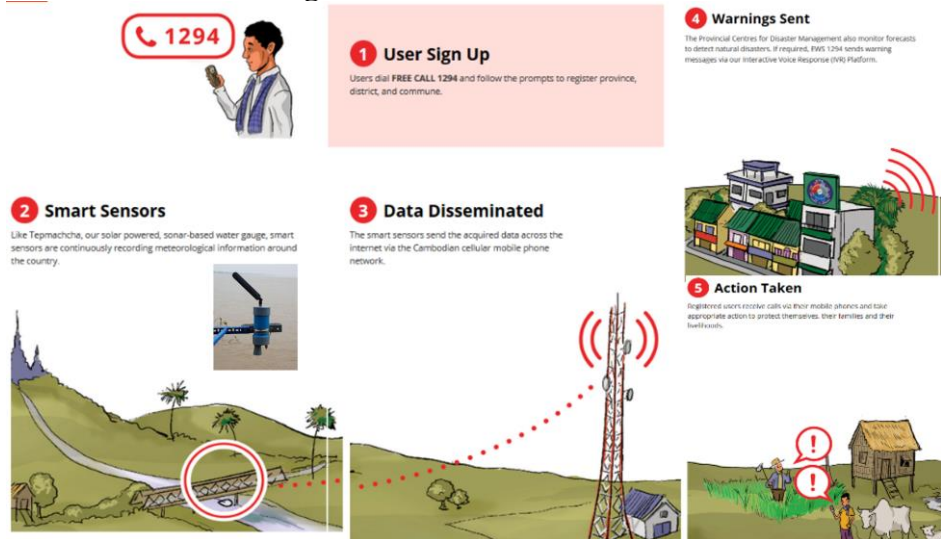 1294
1 User Sign Up
Users dial FREE CALL 1294 and follow the prompts to register province,
district, and commune.
2 Smart Sensors
Like Tepmachcha, our solar powered, sonar-based water gauge, smart
sensors are continuously recording meteorological information around
the country.
3 Data Disseminated
The smart sensors send the acquired data across the
internet via the Cambodian cellular mobile phone
network.
4 Warnings Sent
The Provincial Centres for Disaster Management also monitor forecasts
to detect natural disasters. If required, EWS 1294 sends warning
messages via our Interactive Voice Response (IVR) Platform.
5 Action Taken
Registered users receive calls via their mobile phones and take
appropriate action to protect themselves, their families and their
livelihoods.
!
!